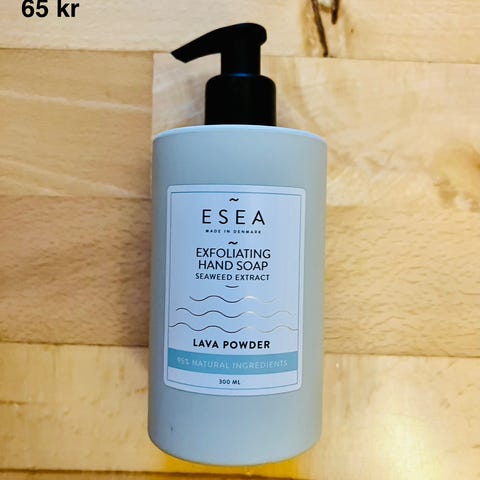 65 kr
ESEA
MADE IN DENMARK
EXFOLIATING
HAND SOAP
SEAWEED EXTRACT
LAVA POWDER
95% NATURAL INGREDIENTS
300 ML